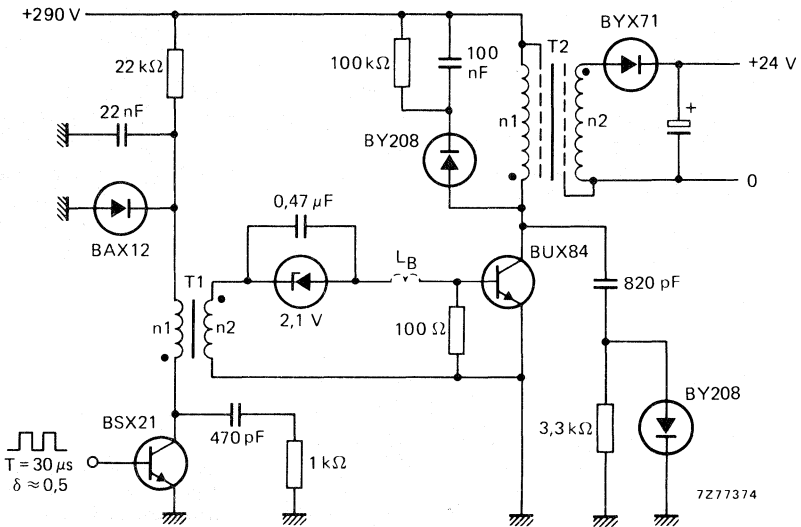 +290 V
BYX71
T2
+24 V
22 kΩ
100 kΩ
100
nF
22 nF
n1
n2
+
BY208
0
BAX12
0,47 µF
BUX84
L_B
820 pF
T1
n1
n2
2,1 V
100 Ω
BY208
BSX21
470 pF
3,3 kΩ
1 kΩ
T = 30 µs
δ ≈ 0,5
7Z77374